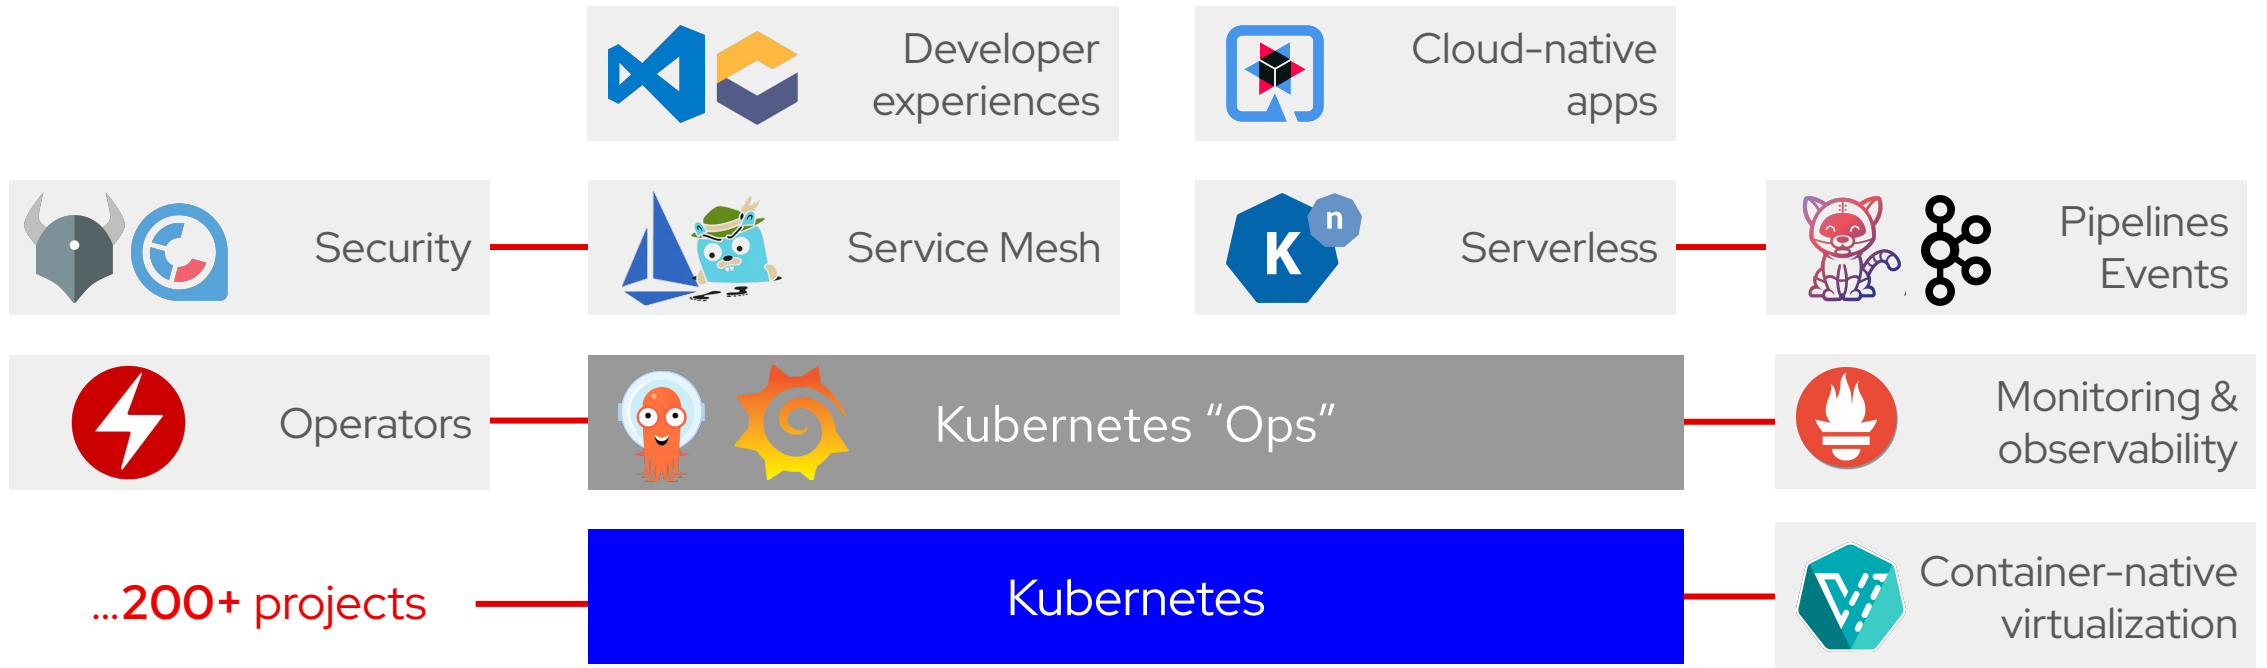 Developer
experiences
Cloud-native
apps
Security
Service Mesh
K
n
Serverless
Pipelines
Events
Operators
Kubernetes “Ops”
Monitoring &
observability
...200+ projects
Kubernetes
Container-native
virtualization